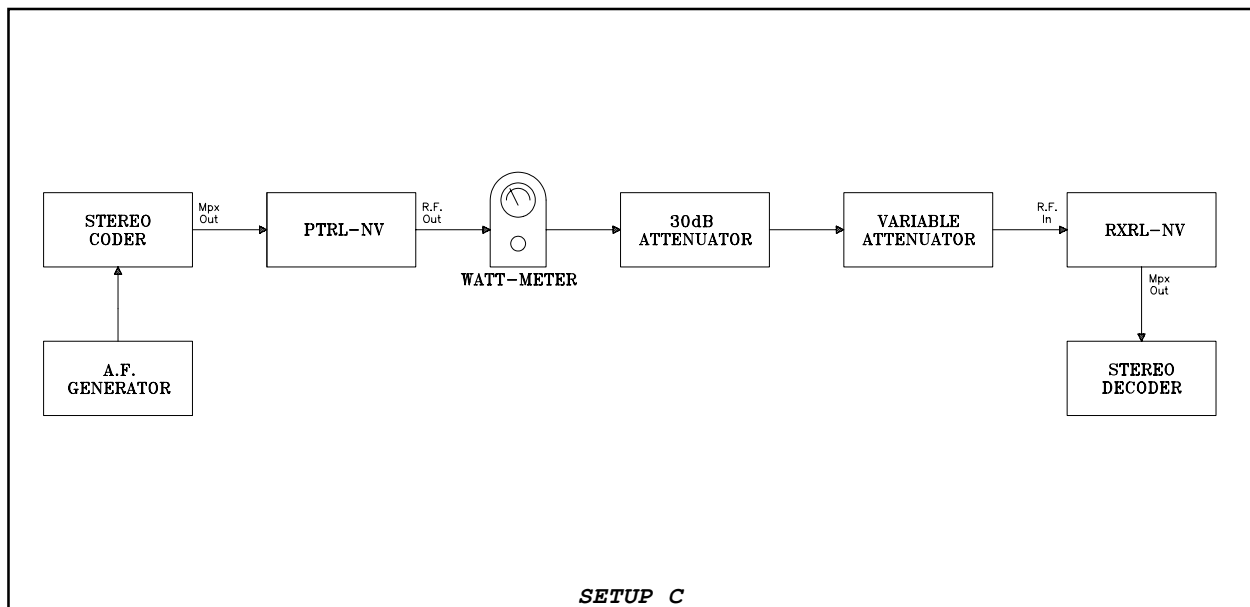 STEREO
CODER
Mpx
Out
PTRL-NV
R.F.
Out
WATT-METER
30dB
ATTENUATOR
VARIABLE
ATTENUATOR
R.F.
In
RXRL-NV
Mpx
Out
A.F.
GENERATOR
STEREO
DECODER
SETUP C